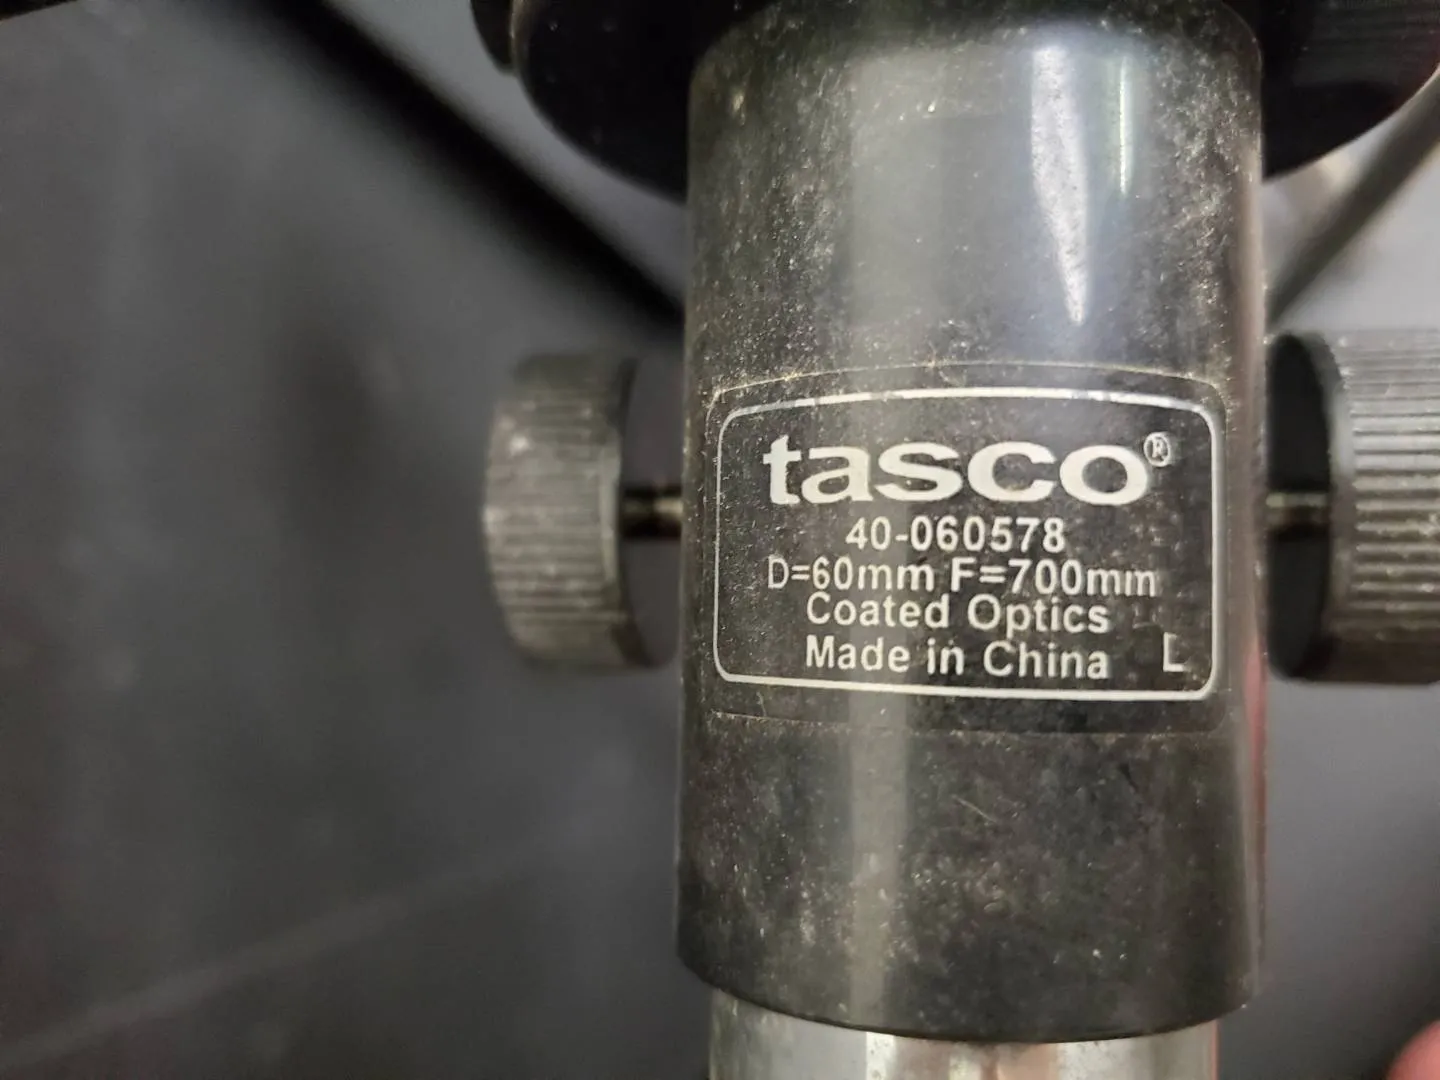 tasco®
40-060578
D=60mm F=700mm
Coated Optics
Made in China L